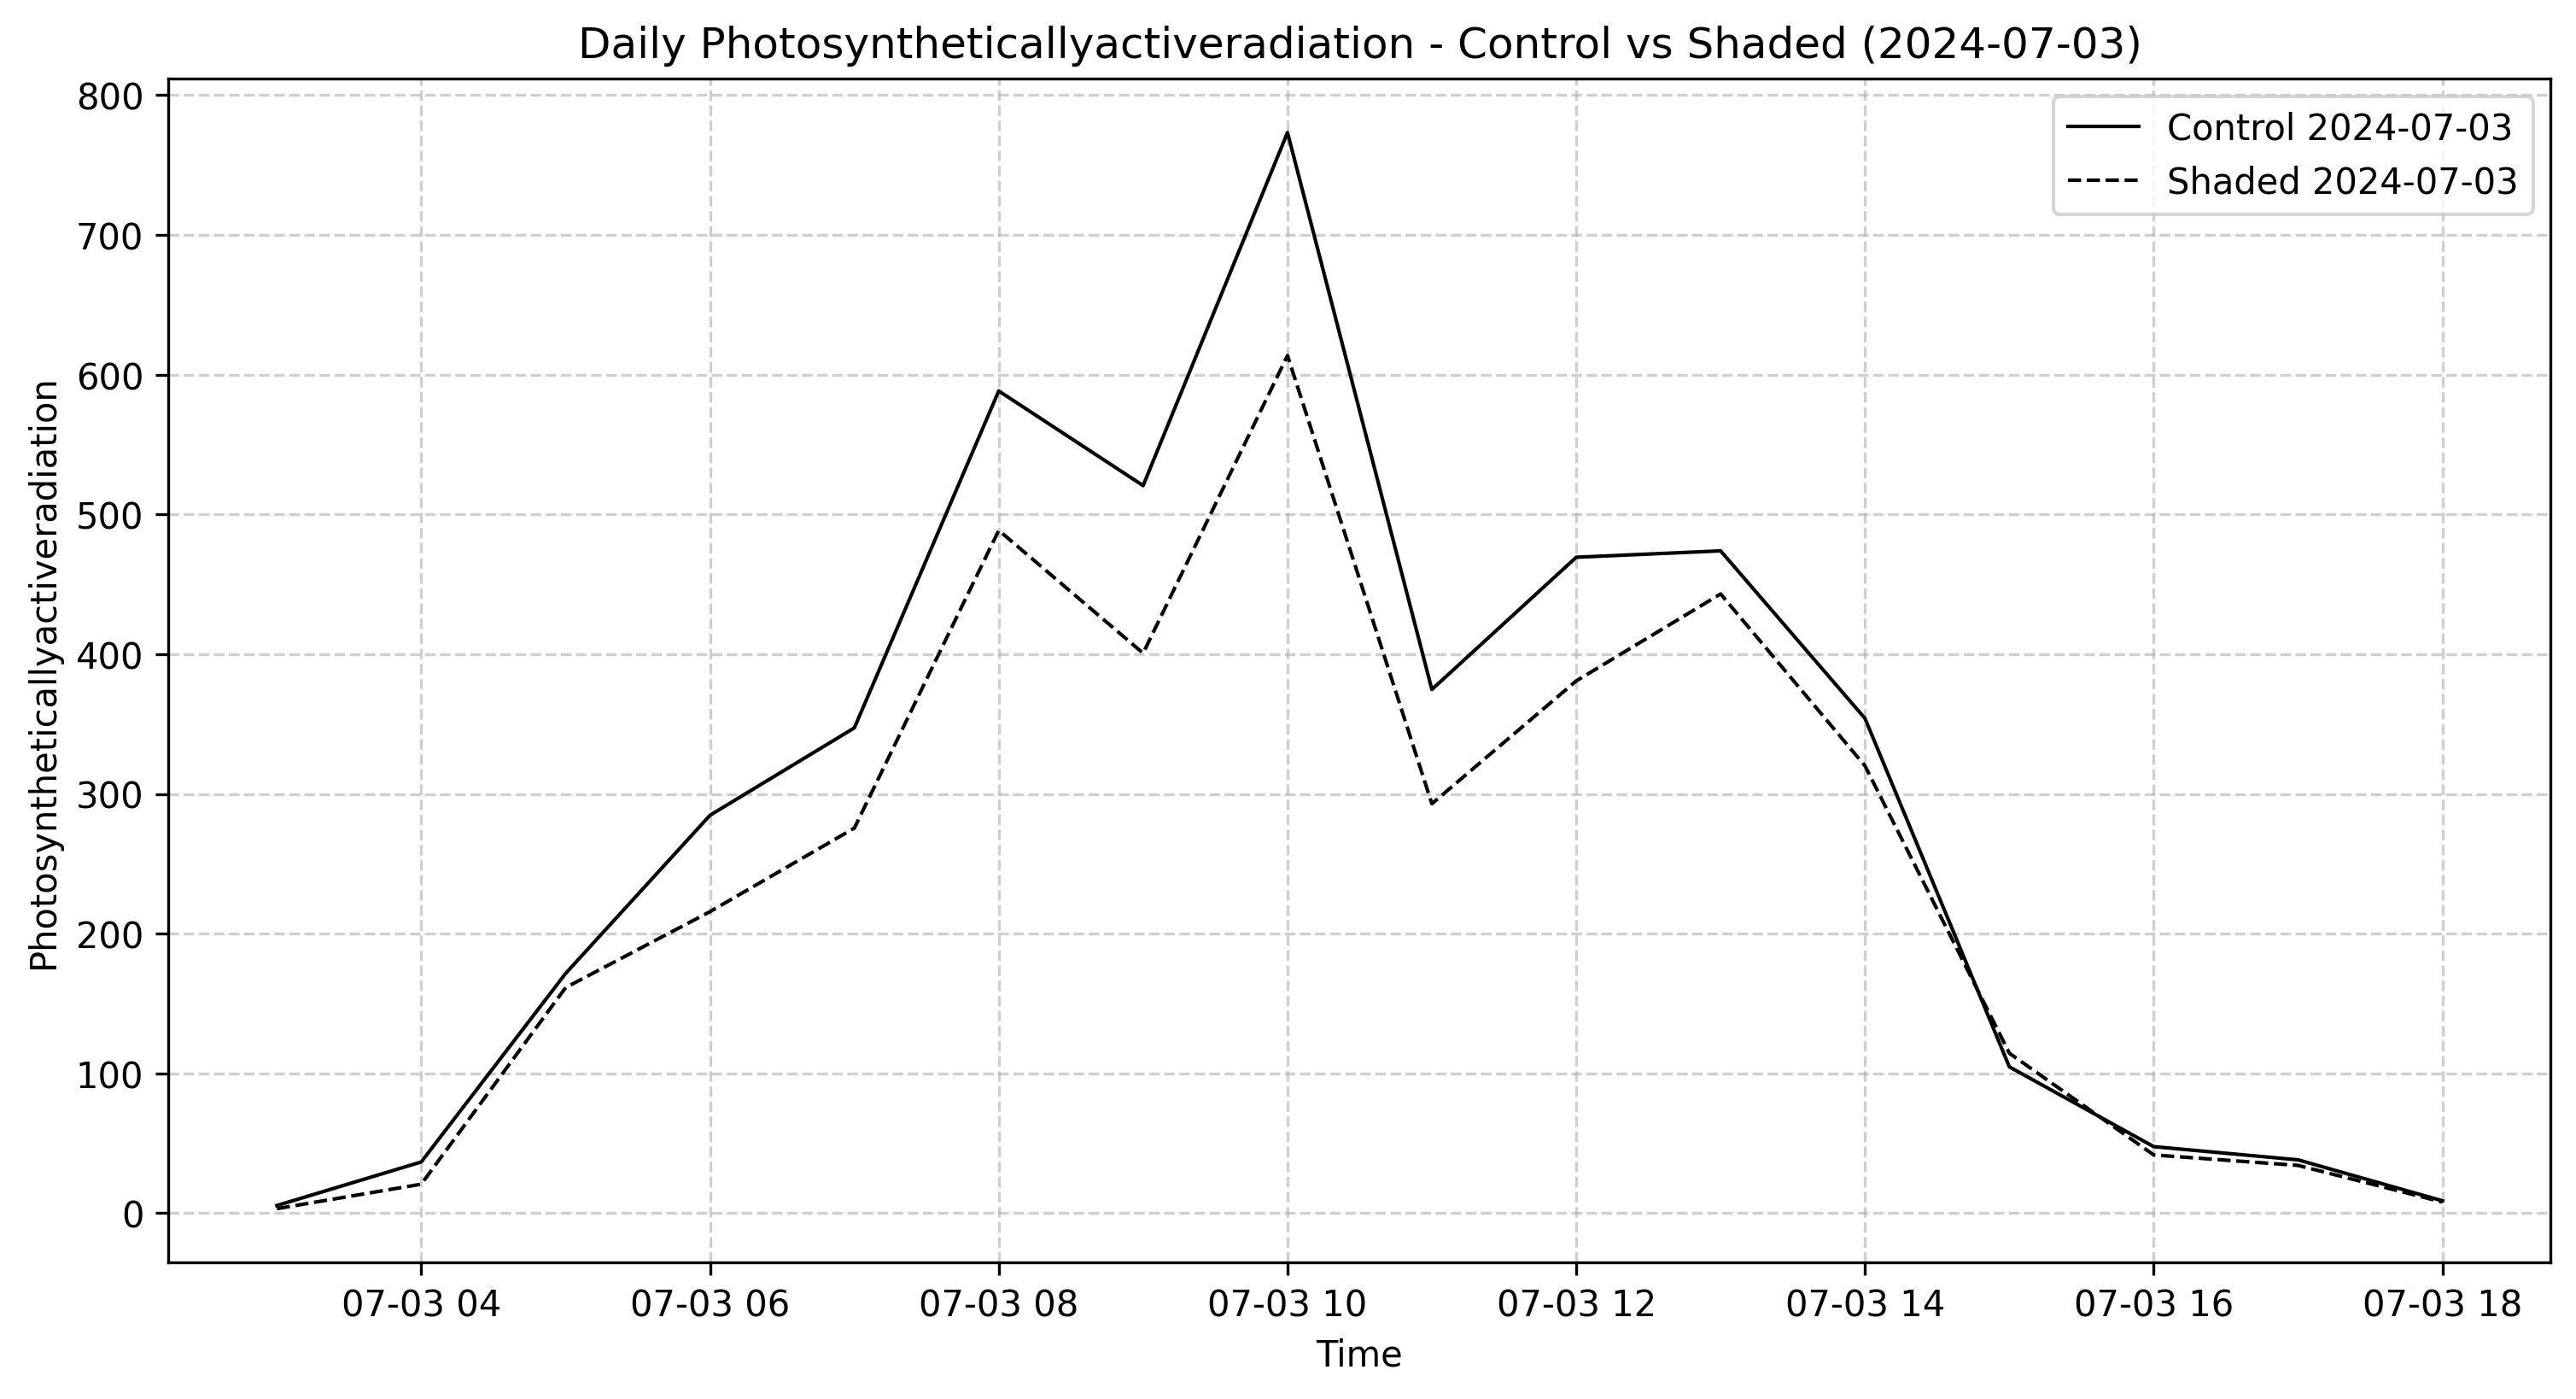 Daily Photosyntheticallyactiveradiation - Control vs Shaded (2024-07-03)
Control 2024-07-03
Shaded 2024-07-03
Photosyntheticallyactiveradiation
800
700
600
500
400
300
200
100
0
07-03 04 07-03 06 07-03 08 07-03 10 07-03 12 07-03 14 07-03 16 07-03 18
Time